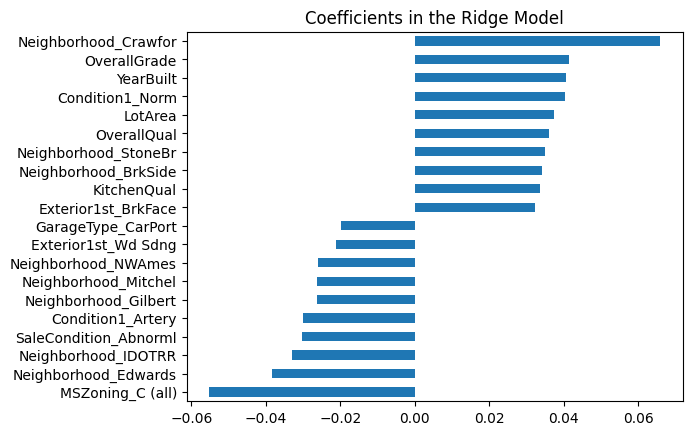 Coefficients in the Ridge Model
Neighborhood_Crawfor
OverallGrade
YearBuilt
Condition1_Norm
LotArea
OverallQual
Neighborhood_StoneBr
Neighborhood_BrkSide
KitchenQual
Exterior1st_BrkFace
GarageType_CarPort
Exterior1st_Wd Sdng
Neighborhood_NWAmes
Neighborhood_Mitchel
Neighborhood_Gilbert
Condition1_Artery
SaleCondition_Abnorml
Neighborhood_IDOTRR
Neighborhood_Edwards
MSZoning_C (all)
−0.06 −0.04 −0.02 0.00 0.02 0.04 0.06